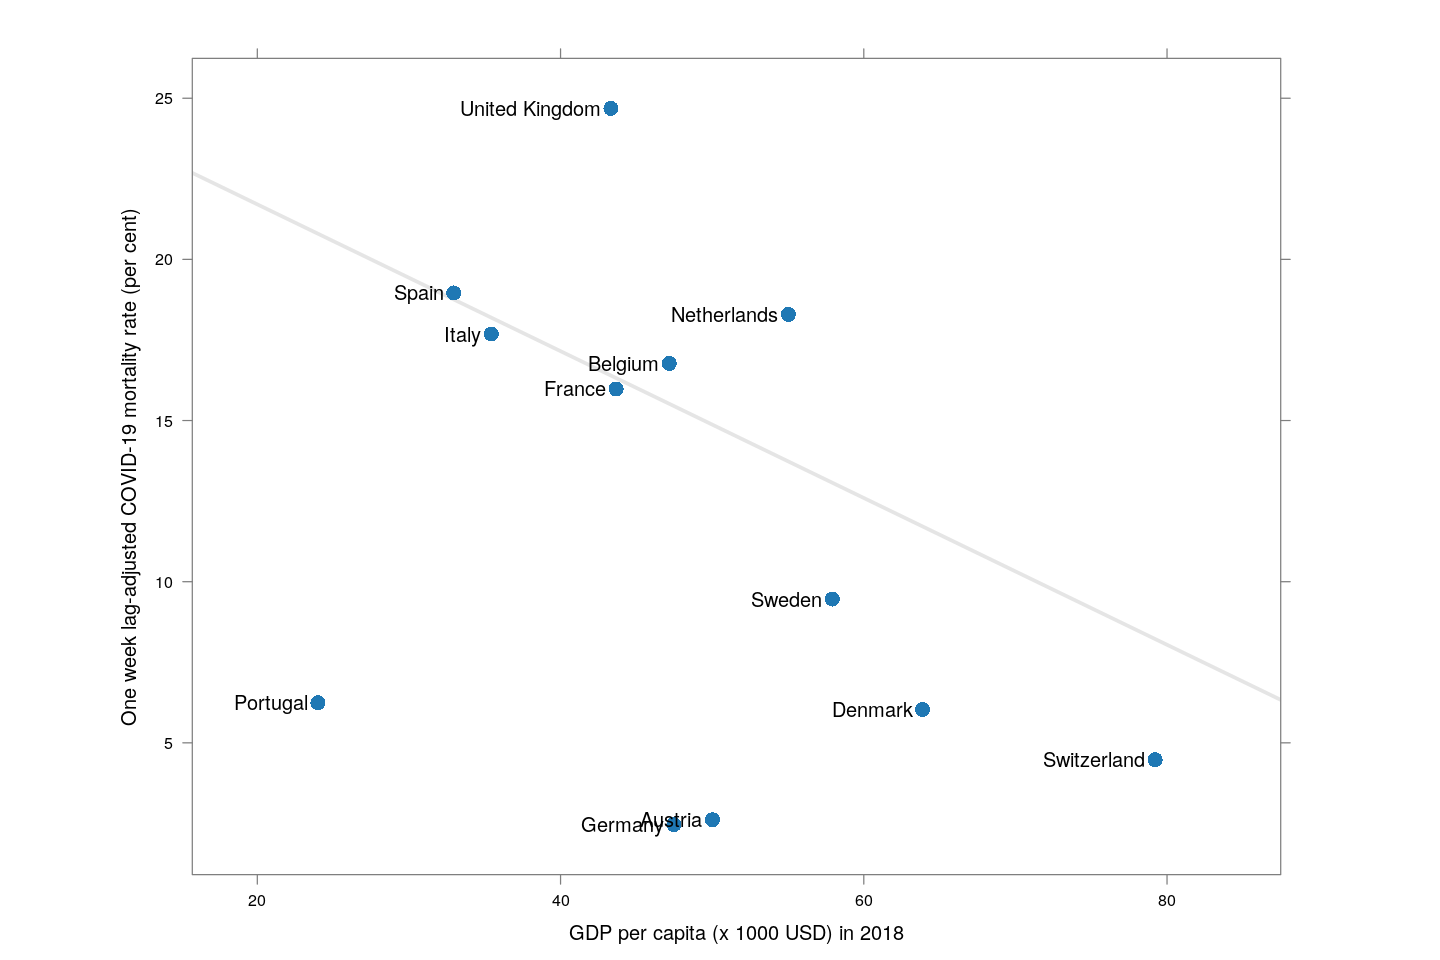 25
United Kingdom
20
Spain
Netherlands
Italy
Belgium
France
15
10
Sweden
Portugal
Denmark
5
Switzerland
Austria
Germany
20 40 60 80
GDP per capita (x 1000 USD) in 2018
One week lag-adjusted COVID-19 mortality rate (per cent)